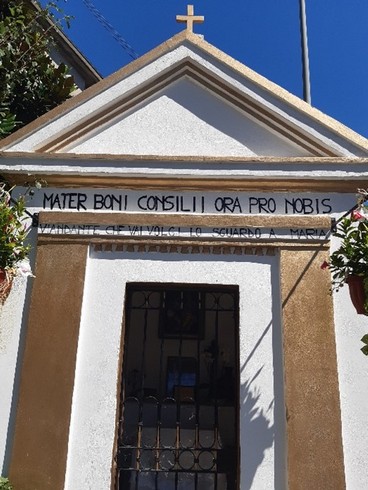 MATER BONI CONSILII ORA PRO NOBIS
VIANDANTE CHE VAI VOLGI LO SGUARDO A MARIA